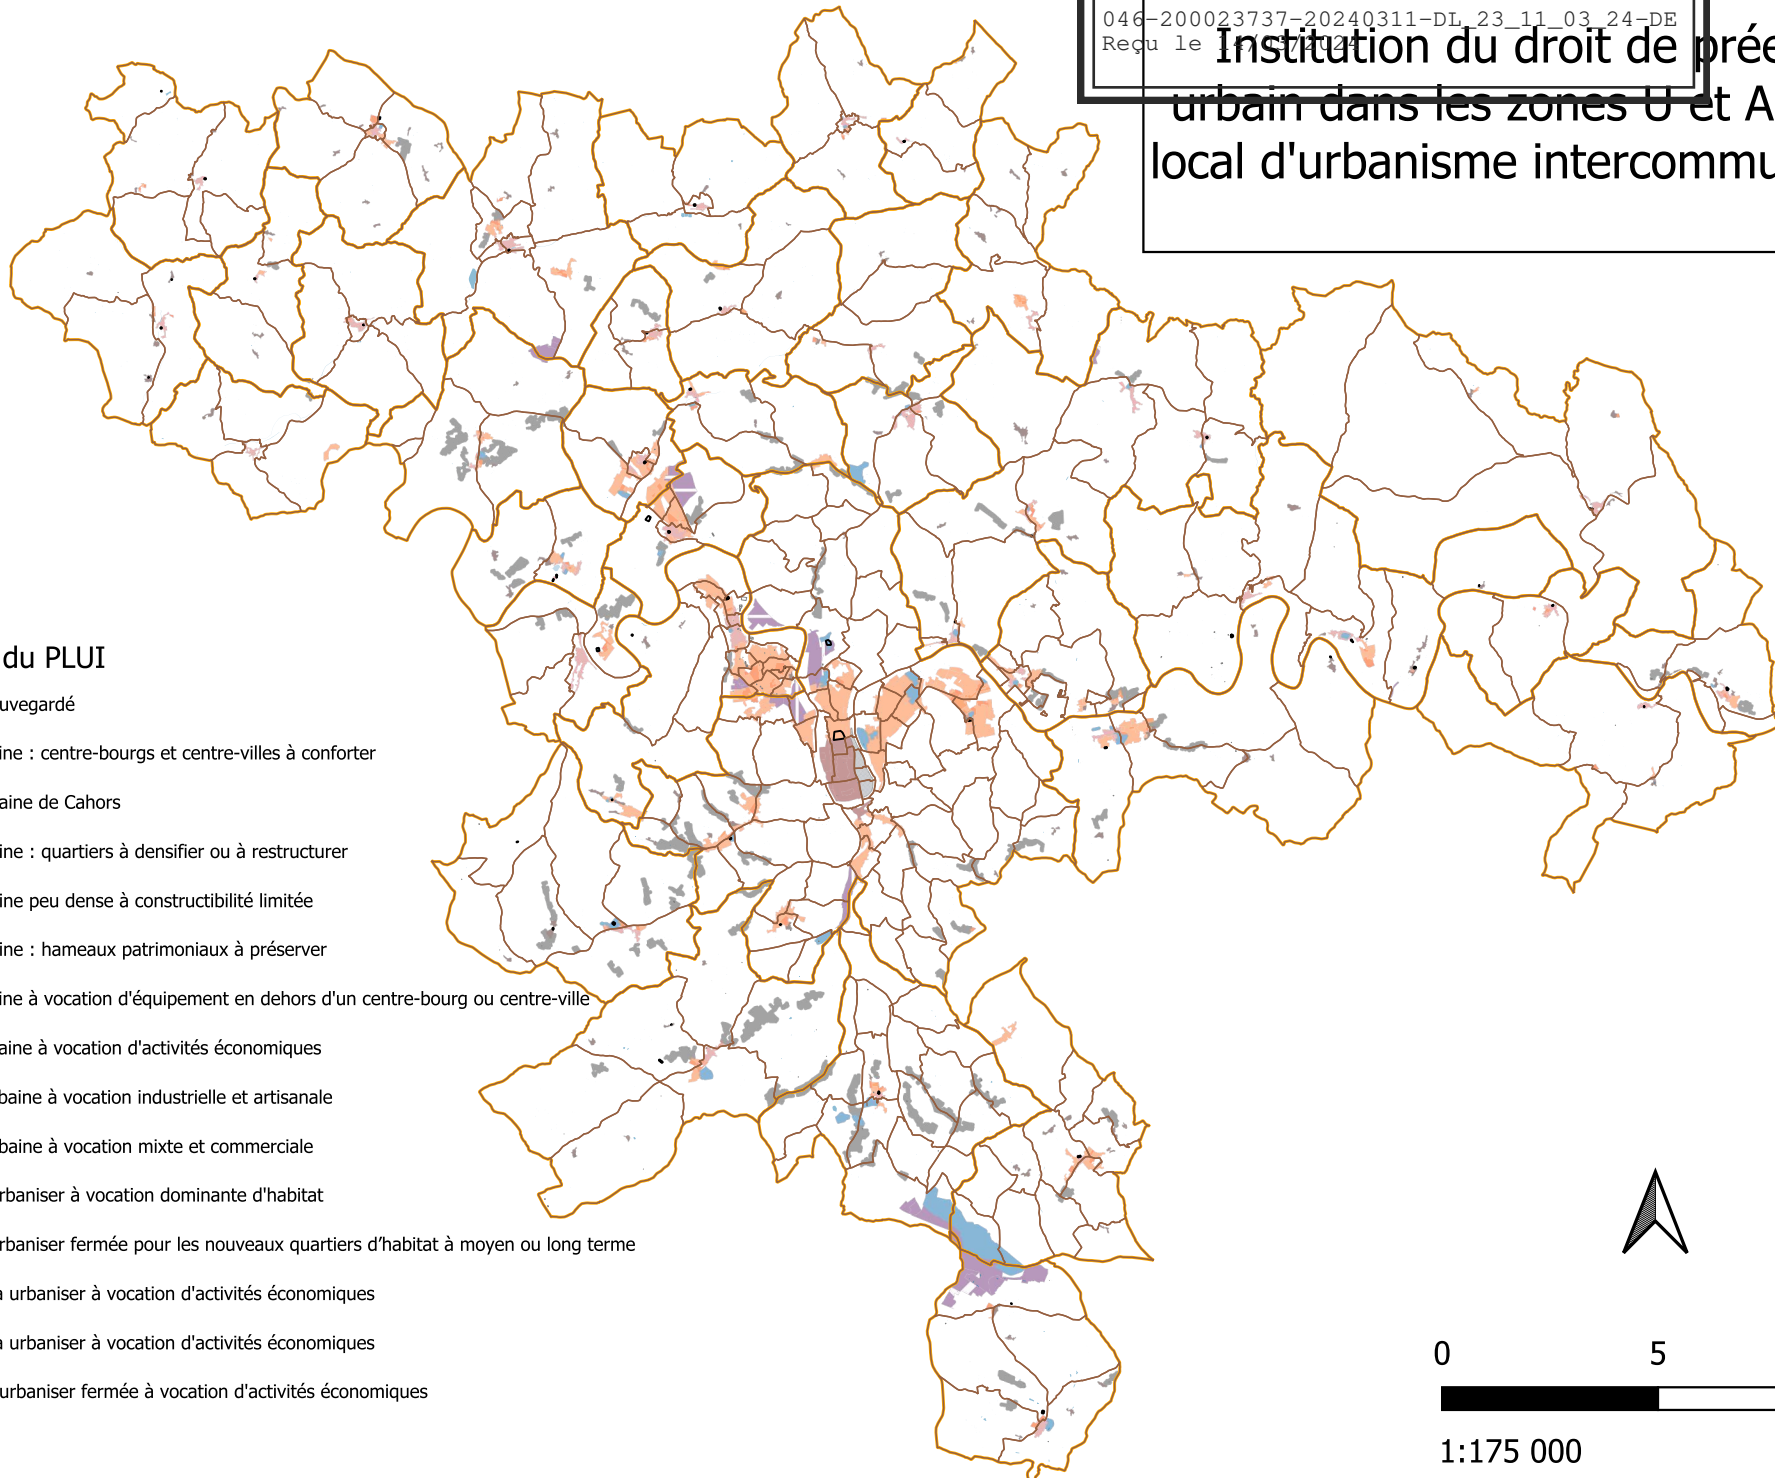 046-200023737-20240311-DL_23_11_03_24-DE
Reçu le 14/03/2024
Institution du droit de prée
urbain dans les zones U et A
local d'urbanisme intercommu
du PLUI
uvegardé
ine : centre-bourgs et centre-villes à conforter
aine de Cahors
ine : quartiers à densifier ou à restructurer
ine peu dense à constructibilité limitée
ine : hameaux patrimoniaux à préserver
ine à vocation d'équipement en dehors d'un centre-bourg ou centre-ville
aine à vocation d'activités économiques
baine à vocation industrielle et artisanale
baine à vocation mixte et commerciale
rbaniser à vocation dominante d'habitat
rbaniser fermée pour les nouveaux quartiers d’habitat à moyen ou long terme
à urbaniser à vocation d'activités économiques
à urbaniser à vocation d'activités économiques
urbaniser fermée à vocation d'activités économiques
0 5
1:175 000